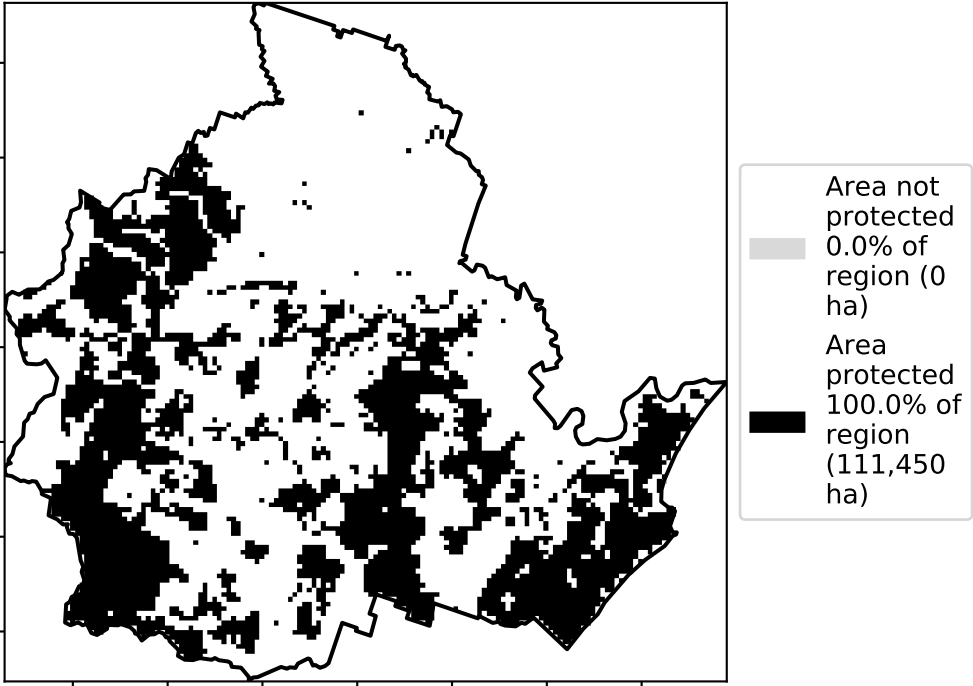 Area not
protected
0.0% of
region (0
ha)
Area
protected
100.0% of
region
(111,450
ha)